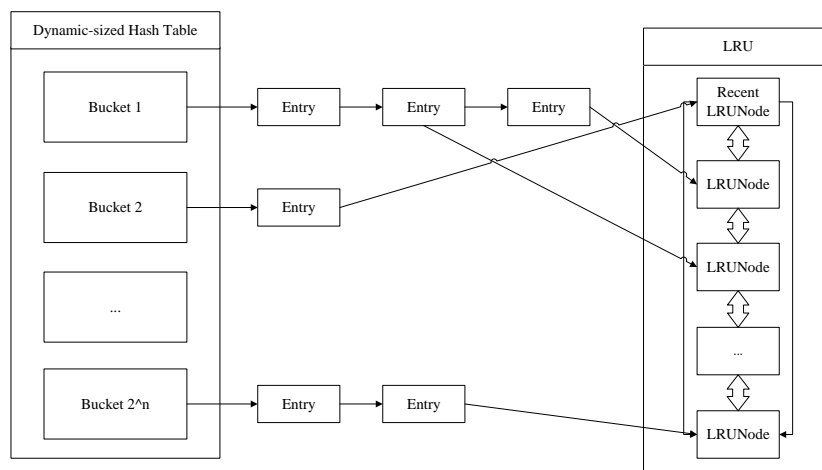 Dynamic-sized Hash Table
LRU
Bucket 1
Entry
Entry
Entry
Recent
LRUNode
Bucket 2
Entry
LRUNode
LRUNode
...
...
Bucket 2^n
Entry
Entry
LRUNode